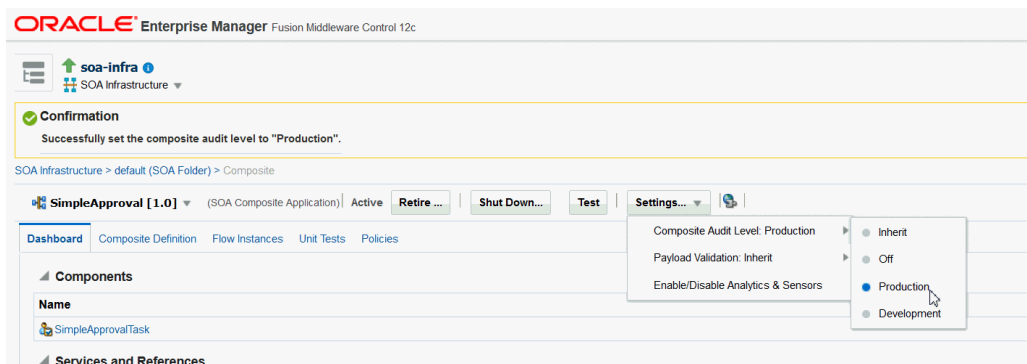 ORACLE Enterprise Manager Fusion Middleware Control 12c
soa-infra
SOA Infrastructure
Confirmation
Successfully set the composite audit level to "Production".
SOA Infrastructure > default (SOA Folder) > Composite
SimpleApproval [1.0] (SOA Composite Application) Active Retire ... Shut Down... Test Settings...
Dashboard Composite Definition Flow Instances Unit Tests Policies
Composite Audit Level: Production
Payload Validation: Inherit
Enable/Disable Analytics & Sensors
Inherit
Off
Production
Development
Components
Name
SimpleApprovalTask
Services and References